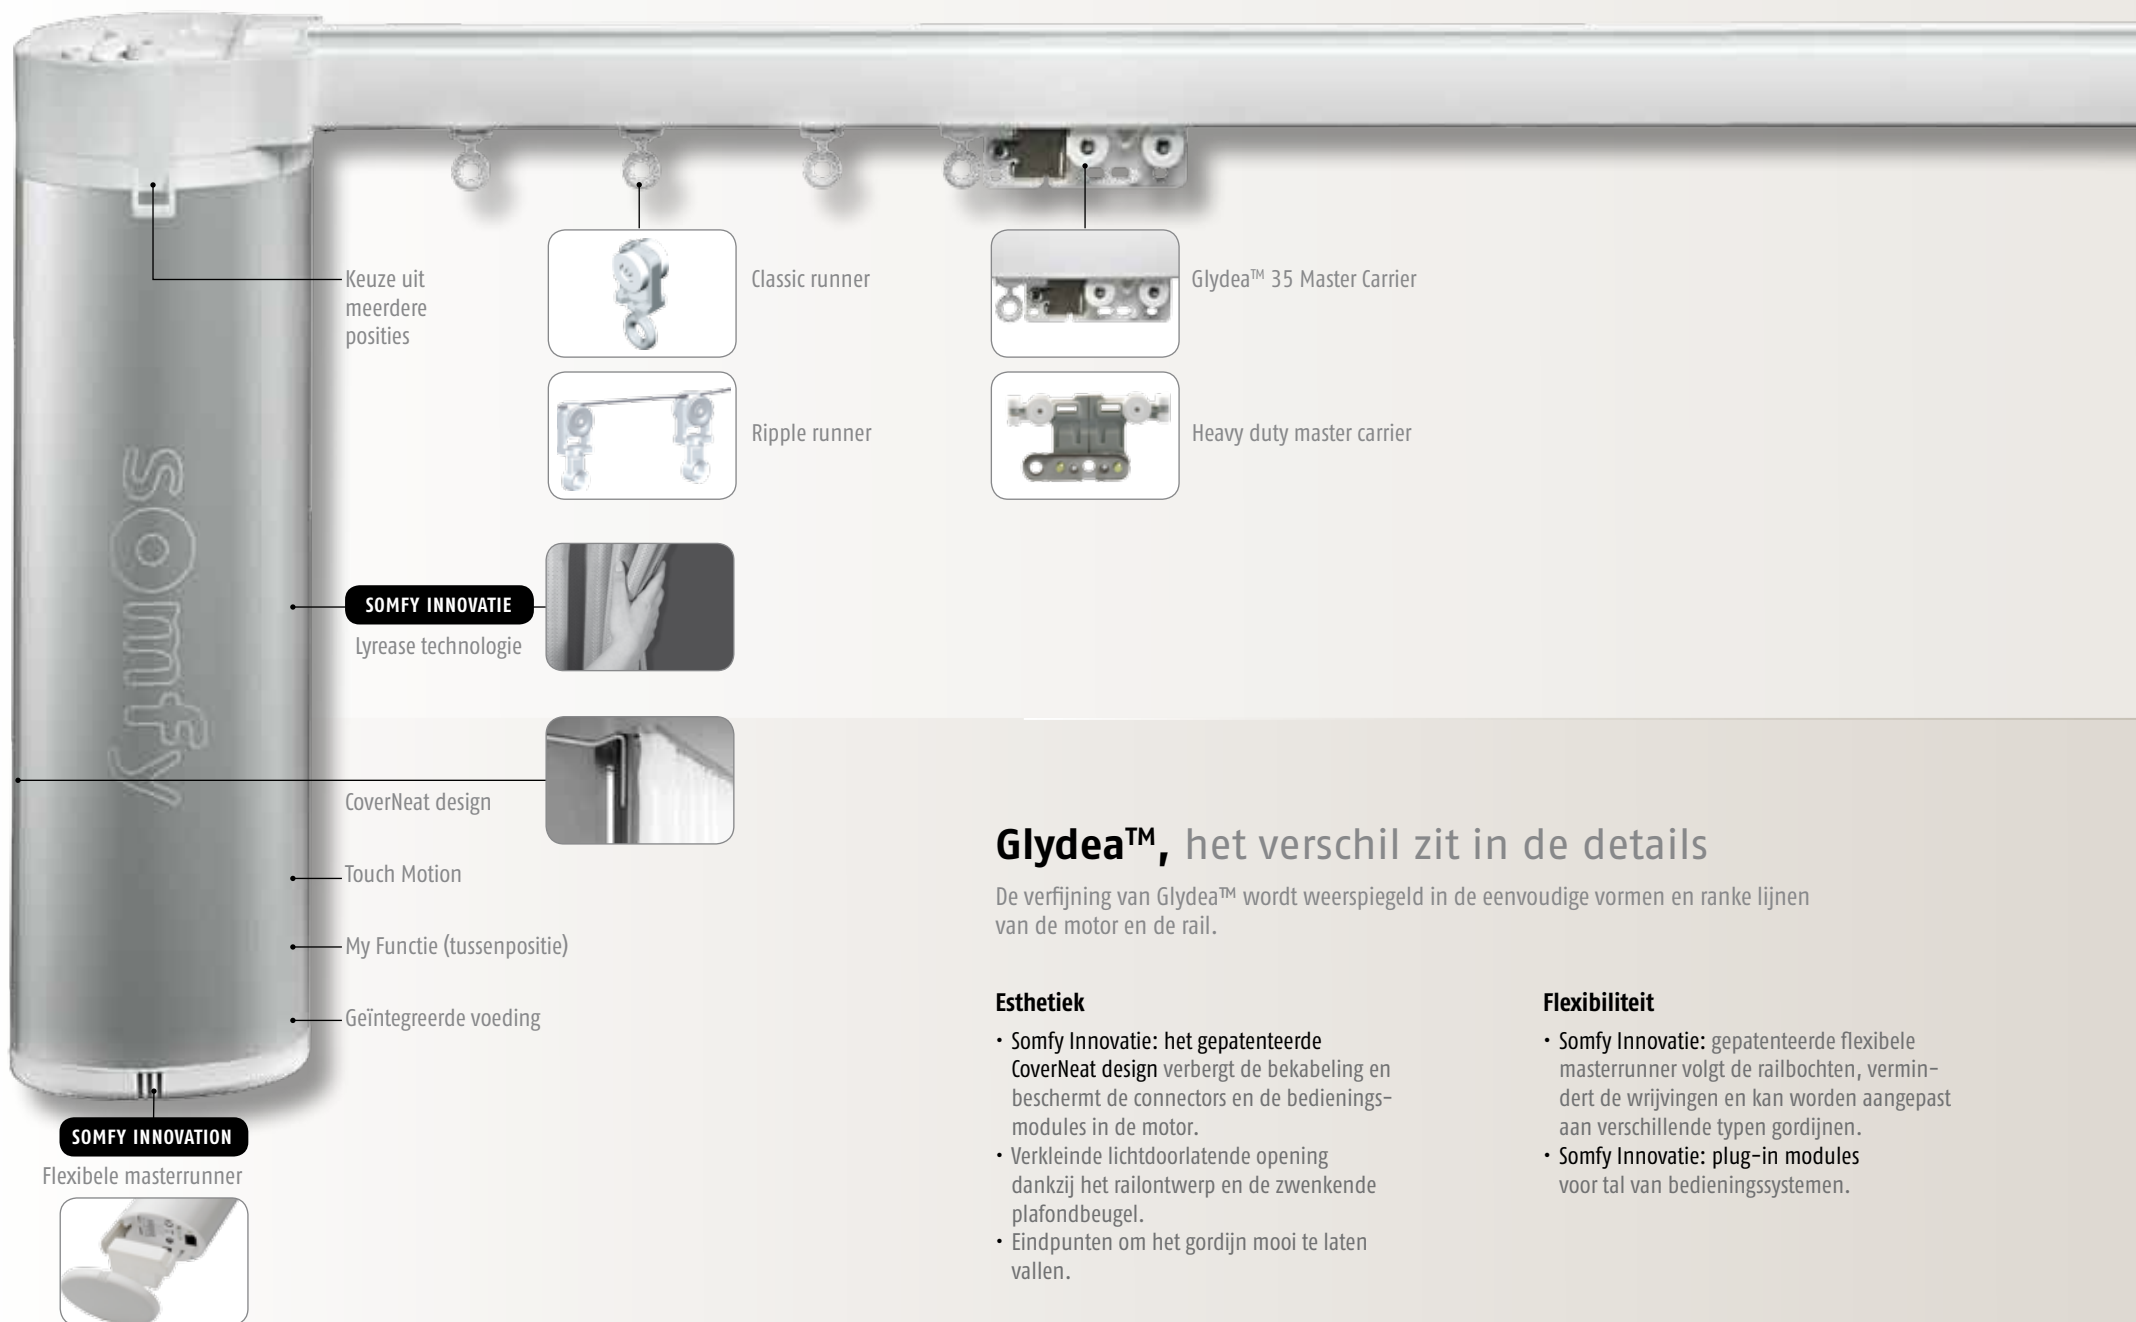 somfy
Keuze uit
meerdere
posities
Classic runner
Glydea™ 35 Master Carrier
Ripple runner
Heavy duty master carrier
SOMFY INNOVATIE
Lyrease technologie
CoverNeat design
Touch Motion
My Functie (tussenpositie)
Geïntegreerde voeding
SOMFY INNOVATION
Flexibele masterrunner
Glydea™, het verschil zit in de details
De verfijning van Glydea™ wordt weerspiegeld in de eenvoudige vormen en ranke lijnen
van de motor en de rail.
Esthetiek
• Somfy Innovatie: het gepatenteerde
CoverNeat design verbergt de bekabeling en
beschermt de connectors en de bedienings-
modules in de motor.
• Verkleinde lichtdoorlatende opening
dankzij het railontwerp en de zwenkende
plafondbeugel.
• Eindpunten om het gordijn mooi te laten
vallen.
Flexibiliteit
• Somfy Innovatie: gepatenteerde flexibele
masterrunner volgt de railbochten, vermin-
dert de wrijvingen en kan worden aangepast
aan verschillende typen gordijnen.
• Somfy Innovatie: plug-in modules
voor tal van bedieningssystemen.